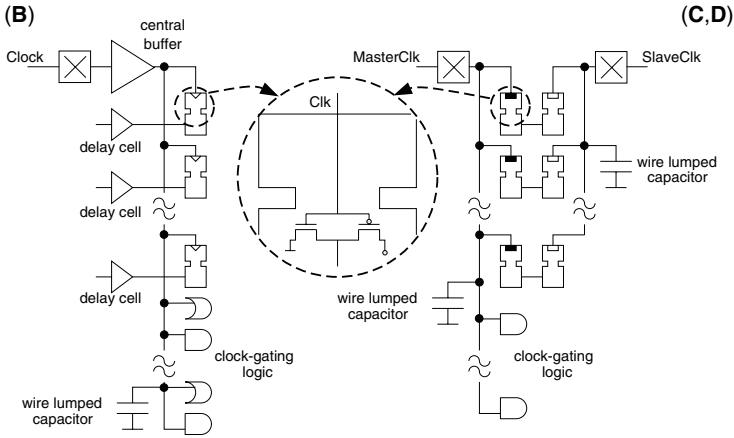 (B)
(C,D)
central
buffer
Clock
MasterClk
SlaveClk
Clk
delay cell
delay cell
delay cell
wire lumped
capacitor
wire lumped
capacitor
clock-gating
logic
clock-gating
logic
wire lumped
capacitor